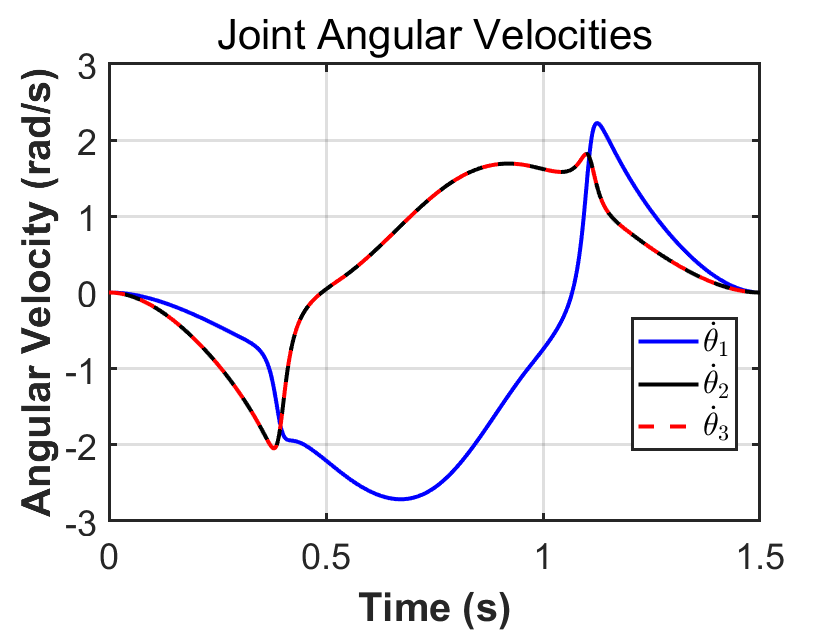 Joint Angular Velocities
Angular Velocity (rad/s)
3
2
1
0
-1
-2
-3
θ̇₁
θ̇₂
θ̇₃
0 0.5 1 1.5
Time (s)